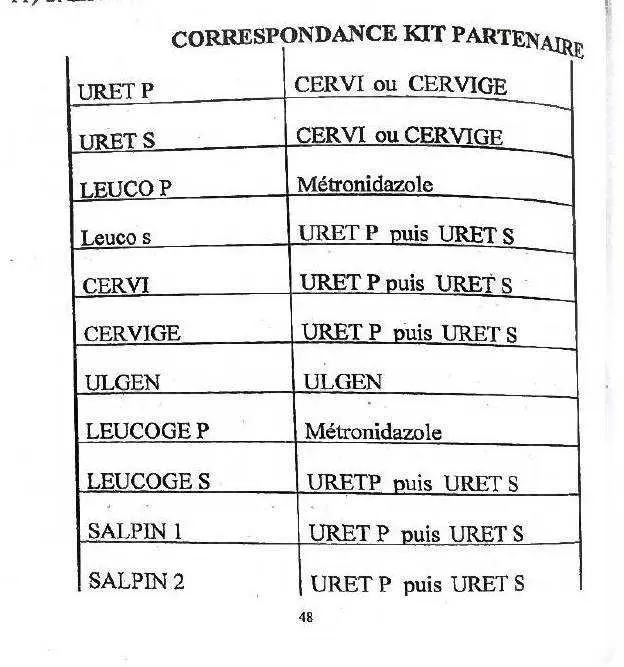 CORRESPONDANCE KIT PARTENAIRE
URET P CERVI ou CERVIGE
URET S CERVI ou CERVIGE
LEUCO P Métronidazole
Leuco s URET P puis URET S
CERVI URET P puis URET S
CERVIGE URET P puis URET S
ULGEN ULGEN
LEUCOGE P Métronidazole
LEUCOGE S URETP puis URET S
SALPIN 1 URET P puis URET S
SALPIN 2 URET P puis URET S
48